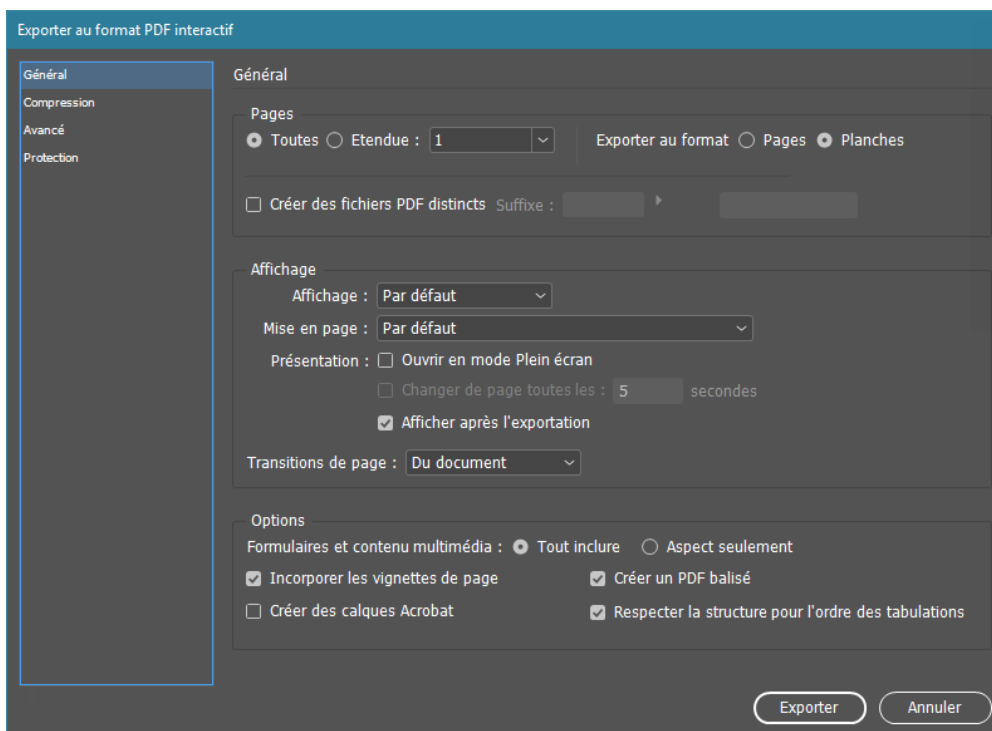 Exporter au format PDF interactif
Général
Compression
Avancé
Protection
Général
Pages
Toutes Etendue : 1 Exporter au format Pages Planches
Créer des fichiers PDF distincts Suffixe :
Affichage
Affichage : Par défaut
Mise en page : Par défaut
Présentation : Ouvrir en mode Plein écran
Changer de page toutes les : 5 secondes
Afficher après l'exportation
Transitions de page : Du document
Options
Formulaires et contenu multimédia : Tout inclure Aspect seulement
Incorporer les vignettes de page Créer un PDF balisé
Créer des calques Acrobat Respecter la structure pour l'ordre des tabulations
Exporter Annuler